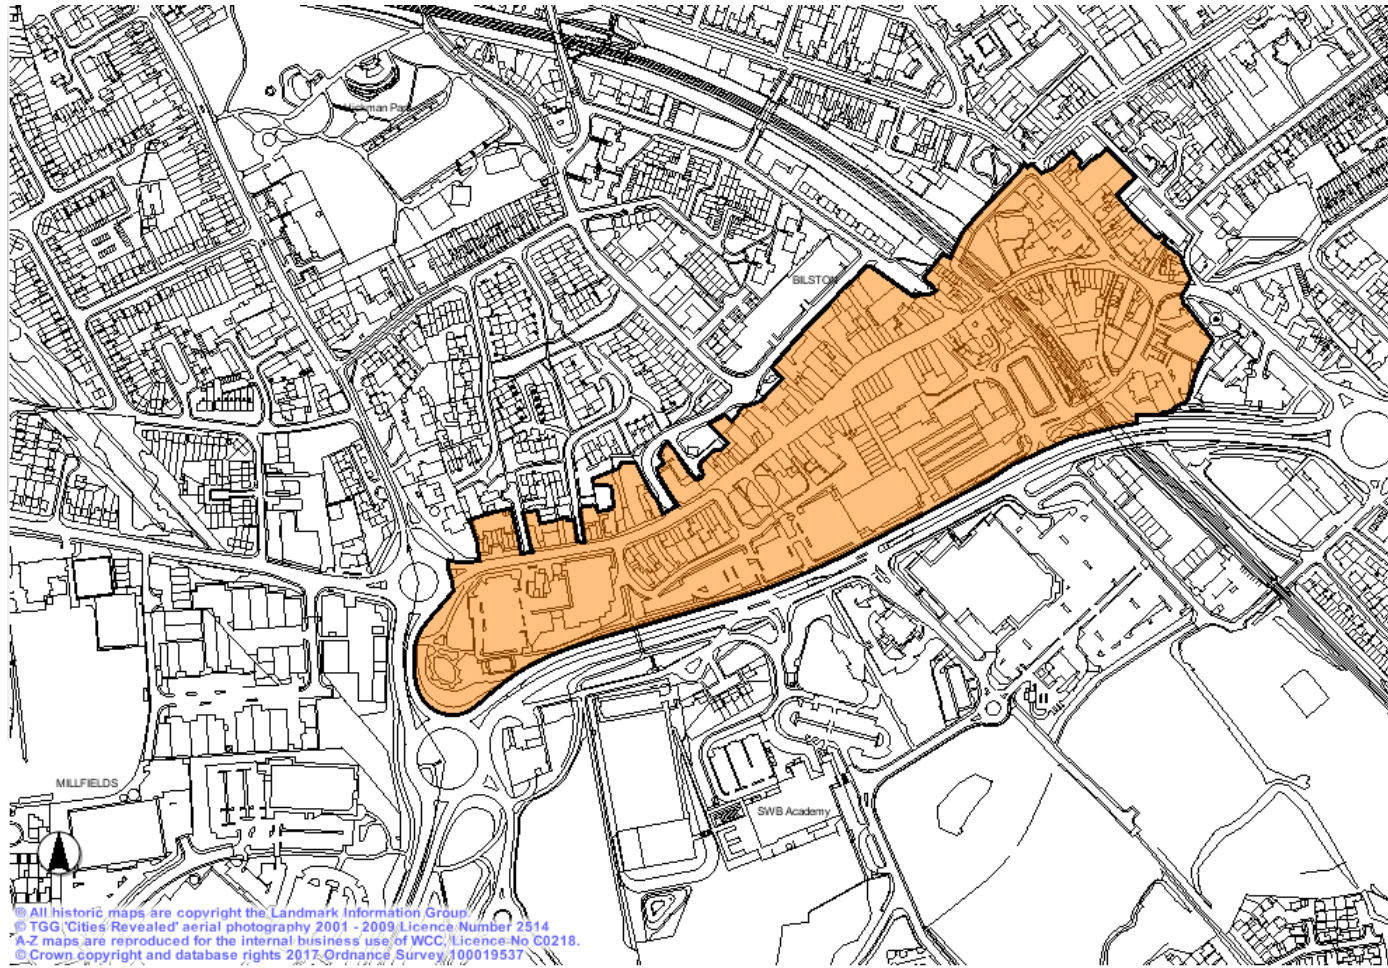 Hickman Park
BILSTON
MILLFIELDS
SWB Academy
© All historic maps are copyright the Landmark Information Group.
© TGG 'Cities Revealed' aerial photography 2001 - 2009 Licence Number 2514
A-Z maps are reproduced for the internal business use of WCC. Licence No C0218.
© Crown copyright and database rights 2017 Ordnance Survey 100019537